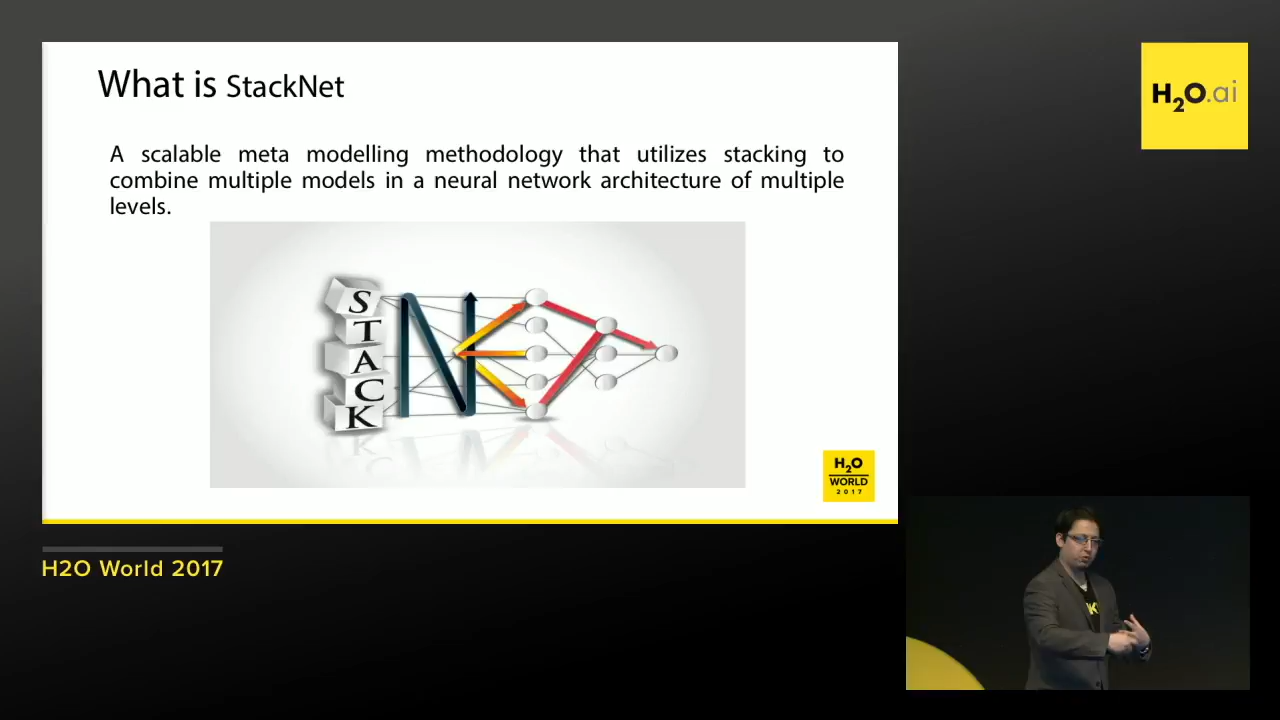 What is StackNet
A scalable meta modelling methodology that utilizes stacking to
combine multiple models in a neural network architecture of multiple
levels.
S
T
A
C
K
N
H2O
WORLD
2017
H2O.ai
H2O World 2017